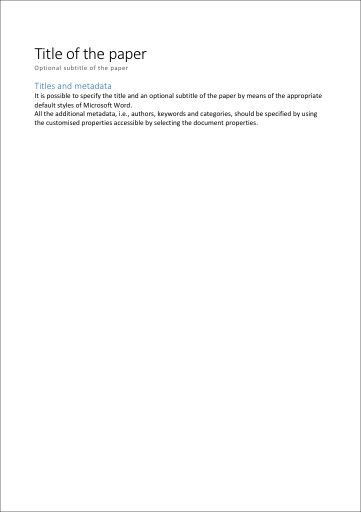 Title of the paper
Optional subtitle of the paper
Titles and metadata
It is possible to specify the title and an optional subtitle of the paper by means of the appropriate
default styles of Microsoft Word.
All the additional metadata, i.e., authors, keywords and categories, should be specified by using
the customised properties accessible by selecting the document properties.